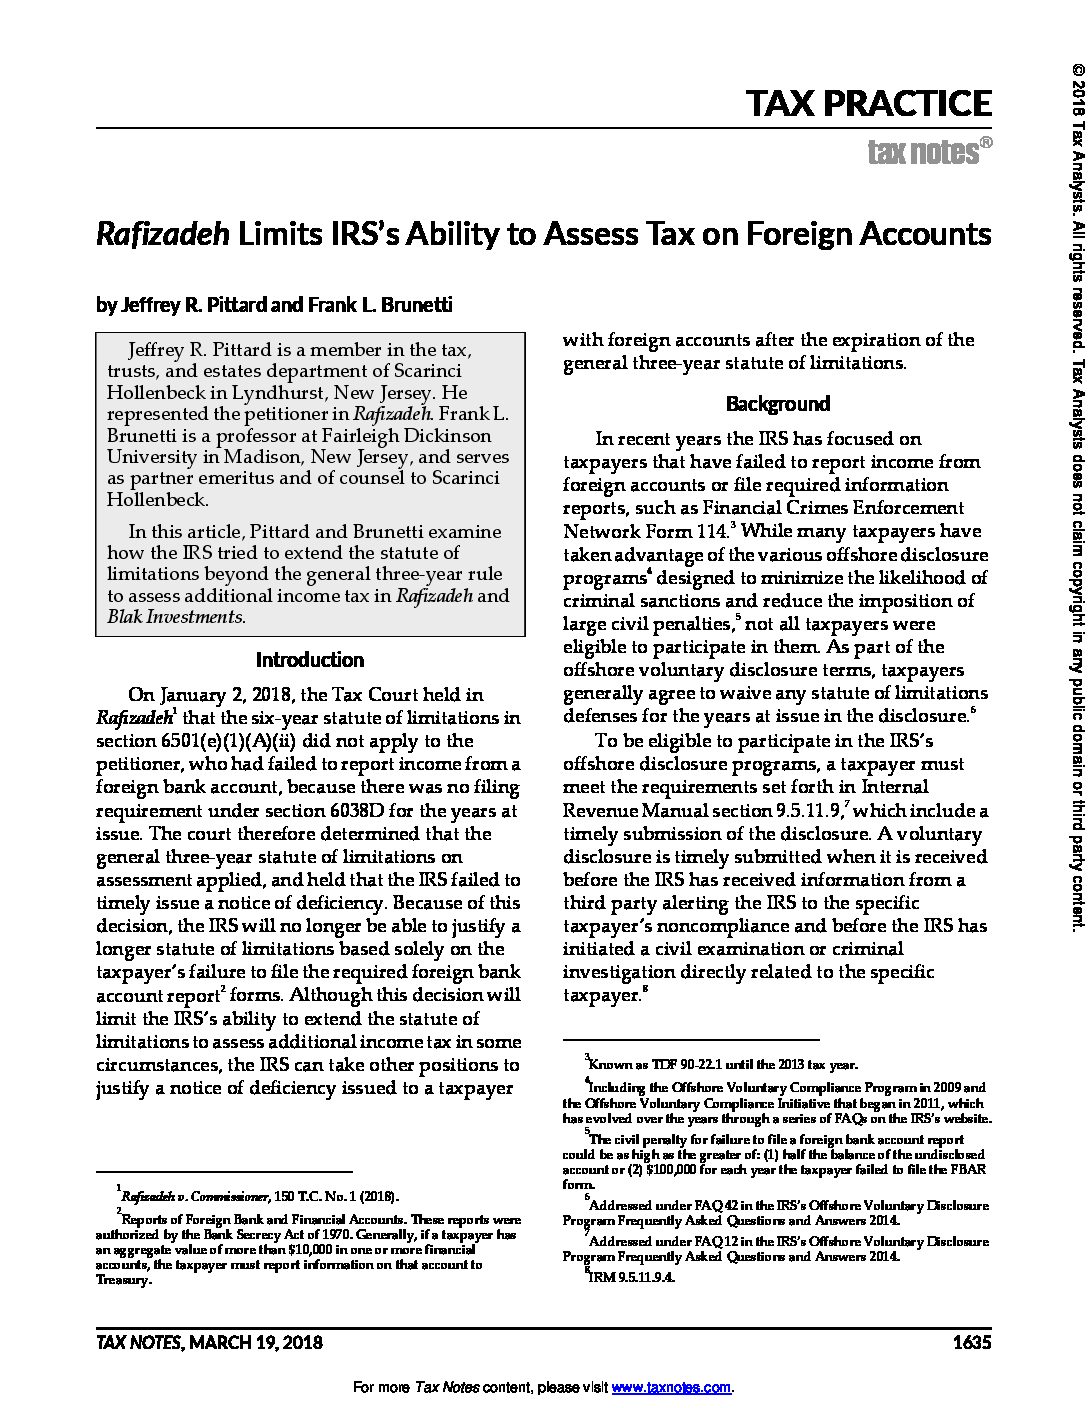 TAX PRACTICE
tax notes®
Rafizadeh Limits IRS's Ability to Assess Tax on Foreign Accounts
by Jeffrey R. Pittard and Frank L. Brunetti
Jeffrey R. Pittard is a member in the tax,
trusts, and estates department of Scarinci
Hollenbeck in Lyndhurst, New Jersey. He
represented the petitioner in Rafizadeh. Frank L.
Brunetti is a professor at Fairleigh Dickinson
University in Madison, New Jersey, and serves
as partner emeritus and of counsel to Scarinci
Hollenbeck.
In this article, Pittard and Brunetti examine
how the IRS tried to extend the statute of
limitations beyond the general three-year rule
to assess additional income tax in Rafizadeh and
Blak Investments.
Introduction
On January 2, 2018, the Tax Court held in
Rafizadeh1 that the six-year statute of limitations in
section 6501(e)(1)(A)(ii) did not apply to the
petitioner, who had failed to report income from a
foreign bank account, because there was no filing
requirement under section 6038D for the years at
issue. The court therefore determined that the
general three-year statute of limitations on
assessment applied, and held that the IRS failed to
timely issue a notice of deficiency. Because of this
decision, the IRS will no longer be able to justify a
longer statute of limitations based solely on the
taxpayer's failure to file the required foreign bank
account report2 forms. Although this decision will
limit the IRS's ability to extend the statute of
limitations to assess additional income tax in some
circumstances, the IRS can take other positions to
justify a notice of deficiency issued to a taxpayer
1Rafizadeh v. Commissioner, 150 T.C. No. 1 (2018).
2Reports of Foreign Bank and Financial Accounts. These reports were
authorized by the Bank Secrecy Act of 1970. Generally, if a taxpayer has
an aggregate value of more than $10,000 in one or more financial
accounts, the taxpayer must report information on that account to
Treasury.
with foreign accounts after the expiration of the
general three-year statute of limitations.
Background
In recent years the IRS has focused on
taxpayers that have failed to report income from
foreign accounts or file required information
reports, such as Financial Crimes Enforcement
Network Form 114.3 While many taxpayers have
taken advantage of the various offshore disclosure
programs4 designed to minimize the likelihood of
criminal sanctions and reduce the imposition of
large civil penalties,5 not all taxpayers were
eligible to participate in them. As part of the
offshore voluntary disclosure terms, taxpayers
generally agree to waive any statute of limitations
defenses for the years at issue in the disclosure.6
To be eligible to participate in the IRS's
offshore disclosure programs, a taxpayer must
meet the requirements set forth in Internal
Revenue Manual section 9.5.11.9,7 which include a
timely submission of the disclosure. A voluntary
disclosure is timely submitted when it is received
before the IRS has received information from a
third party alerting the IRS to the specific
taxpayer's noncompliance and before the IRS has
initiated a civil examination or criminal
investigation directly related to the specific
taxpayer.8
3Known as TDF 90-22.1 until the 2013 tax year.
4Including the Offshore Voluntary Compliance Program in 2009 and
the Offshore Voluntary Compliance Initiative that began in 2011, which
has evolved over the years through a series of FAQs on the IRS's website.
5The civil penalty for failure to file a foreign bank account report
could be as high as the greater of: (1) half the balance of the undisclosed
account or (2) $100,000 for each year the taxpayer failed to file the FBAR
form.
6Addressed under FAQ 42 in the IRS's Offshore Voluntary Disclosure
Program Frequently Asked Questions and Answers 2014.
7Addressed under FAQ 12 in the IRS's Offshore Voluntary Disclosure
Program Frequently Asked Questions and Answers 2014.
8IRM 9.5.11.9.4.
TAX NOTES, MARCH 19, 2018
1635
For more Tax Notes content, please visit www.taxnotes.com.
© 2018 Tax Analysts. All rights reserved. Tax Analysts does not claim copyright in any public domain or third party content.